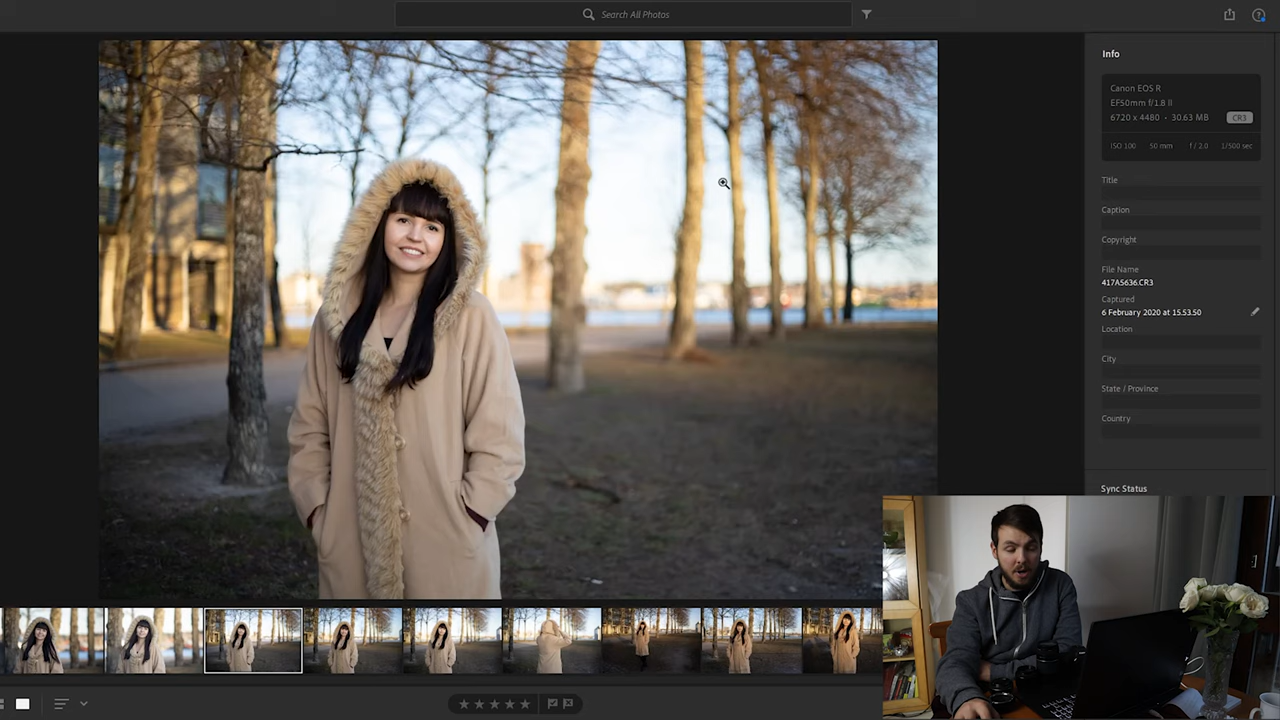 Search All Photos
Info
Canon EOS R
EF50mm f/1.8 II
6720 x 4480 • 30.63 MB CR3
ISO 100 50 mm f / 2.0 1/500 sec
Title
Caption
Copyright
File Name
417A5636.CR3
Captured
6 February 2020 at 15.53.50
Location
City
State / Province
Country
Sync Status